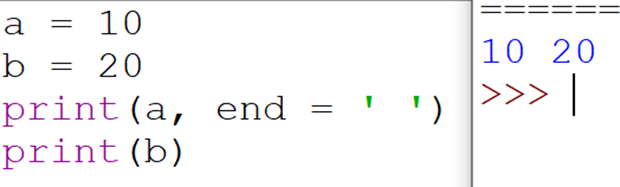 a = 10
b = 20
print(a, end = ' ')
print(b)
======
10 20
>>>